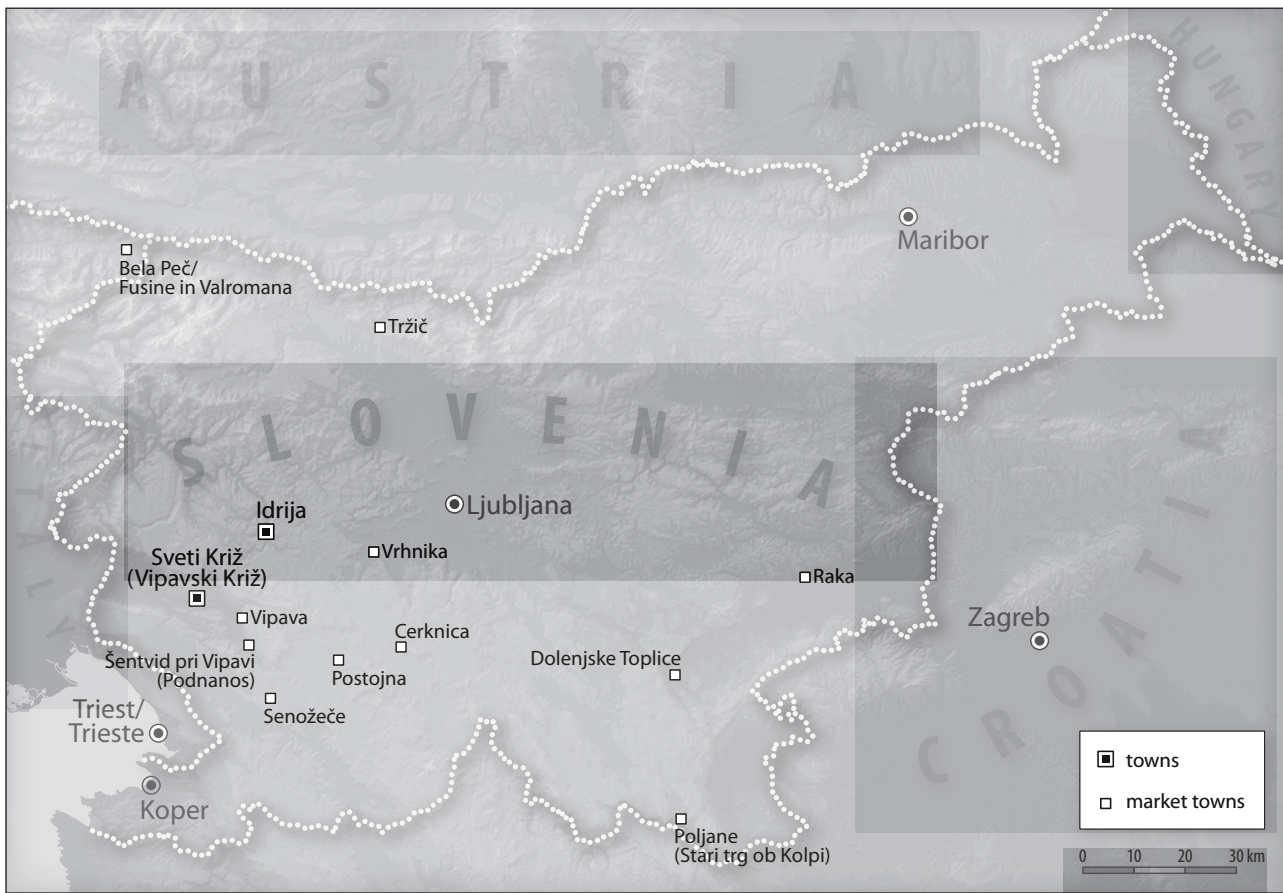 AUSTRIA
HUNGARY
Maribor
Bela Peč/
Fusine in Valromana
Tržič
SLOVENIA
ITALY
Idrija
Ljubljana
Sveti Križ
(Vipavski Križ)
Vrhnika
Raka
Vipava
Zagreb
CROATIA
Cerknica
Šentvid pri Vipavi
(Podnanos)
Postojna
Dolenjske Toplice
Senožeče
Triest/
Trieste
Koper
Poljane
(Stari trg ob Kolpi)
towns
market towns
0 10 20 30 km